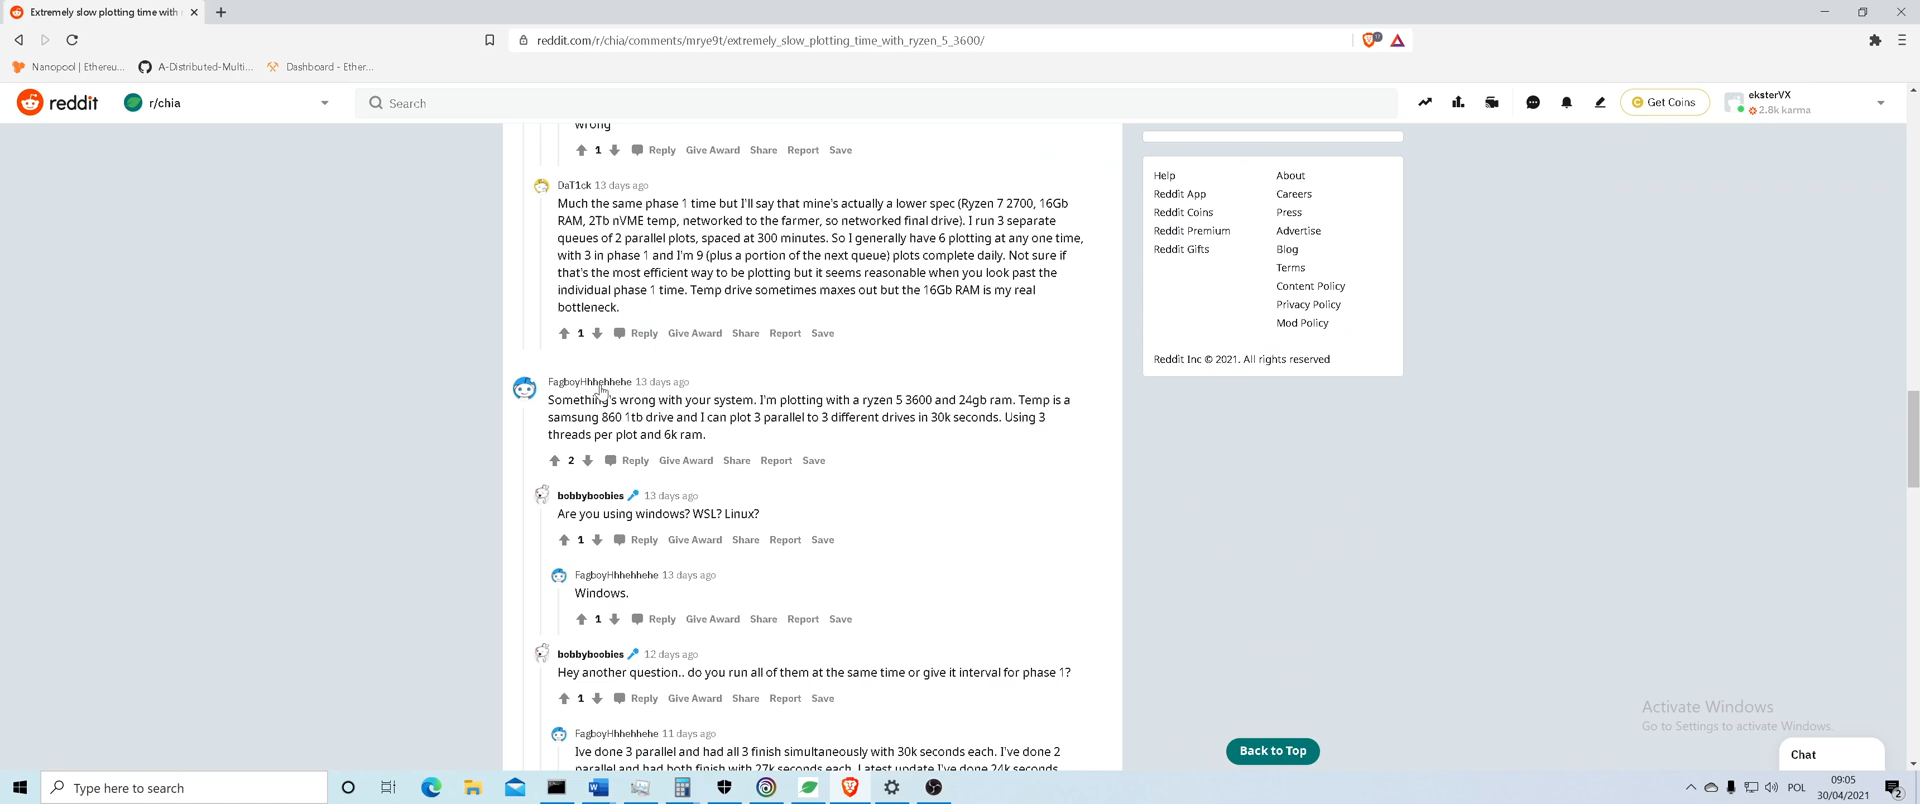 Extremely slow plotting time with
reddit.com/r/chia/comments/mrye9t/extremely_slow_plotting_time_with_ryzen_5_3600/
17
Nanopool | Ethereu...
A-Distributed-Multi...
Dashboard - Ether...
reddit
r/chia
Search
Get Coins
eksterVX
2.8k karma
wrong
1 Reply Give Award Share Report Save
DaT1ck 13 days ago
Much the same phase 1 time but I'll say that mine's actually a lower spec (Ryzen 7 2700, 16Gb
RAM, 2Tb nVME temp, networked to the farmer, so networked final drive). I run 3 separate
queues of 2 parallel plots, spaced at 300 minutes. So I generally have 6 plotting at any one time,
with 3 in phase 1 and I'm 9 (plus a portion of the next queue) plots complete daily. Not sure if
that's the most efficient way to be plotting but it seems reasonable when you look past the
individual phase 1 time. Temp drive sometimes maxes out but the 16Gb RAM is my real
bottleneck.
1 Reply Give Award Share Report Save
FagboyHhhehhehe 13 days ago
Something's wrong with your system. I'm plotting with a ryzen 5 3600 and 24gb ram. Temp is a
samsung 860 1tb drive and I can plot 3 parallel to 3 different drives in 30k seconds. Using 3
threads per plot and 6k ram.
2 Reply Give Award Share Report Save
bobbyboobies 13 days ago
Are you using windows? WSL? Linux?
1 Reply Give Award Share Report Save
FagboyHhhehhehe 13 days ago
Windows.
1 Reply Give Award Share Report Save
bobbyboobies 12 days ago
Hey another question.. do you run all of them at the same time or give it interval for phase 1?
1 Reply Give Award Share Report Save
FagboyHhhehhehe 11 days ago
Ive done 3 parallel and had all 3 finish simultaneously with 30k seconds each. I've done 2
parallel and had both finish with 27k seconds each. Latest update I've done 24k seconds
Help
About
Reddit App
Careers
Reddit Coins
Press
Reddit Premium
Advertise
Reddit Gifts
Blog
Terms
Content Policy
Privacy Policy
Mod Policy
Reddit Inc © 2021. All rights reserved
Back to Top
Activate Windows
Go to Settings to activate Windows.
Chat
Type here to search
POL
09:05
30/04/2021
2